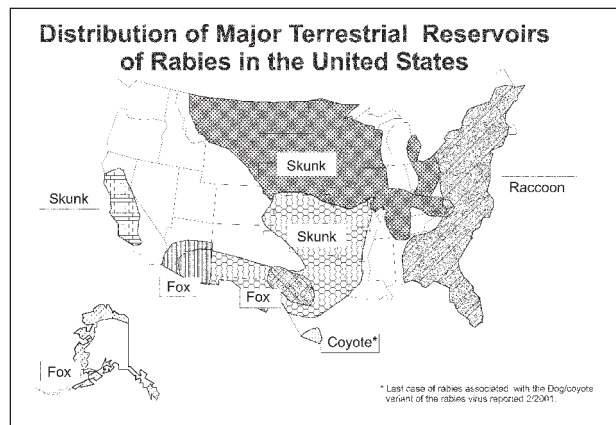 Distribution of Major Terrestrial Reservoirs
of Rabies in the United States
Skunk
Skunk
Raccoon
Skunk
Fox
Fox
Coyote*
Fox
* Last case of rabies associated with the Dog/coyote
variant of the rabies virus reported 2/2001.